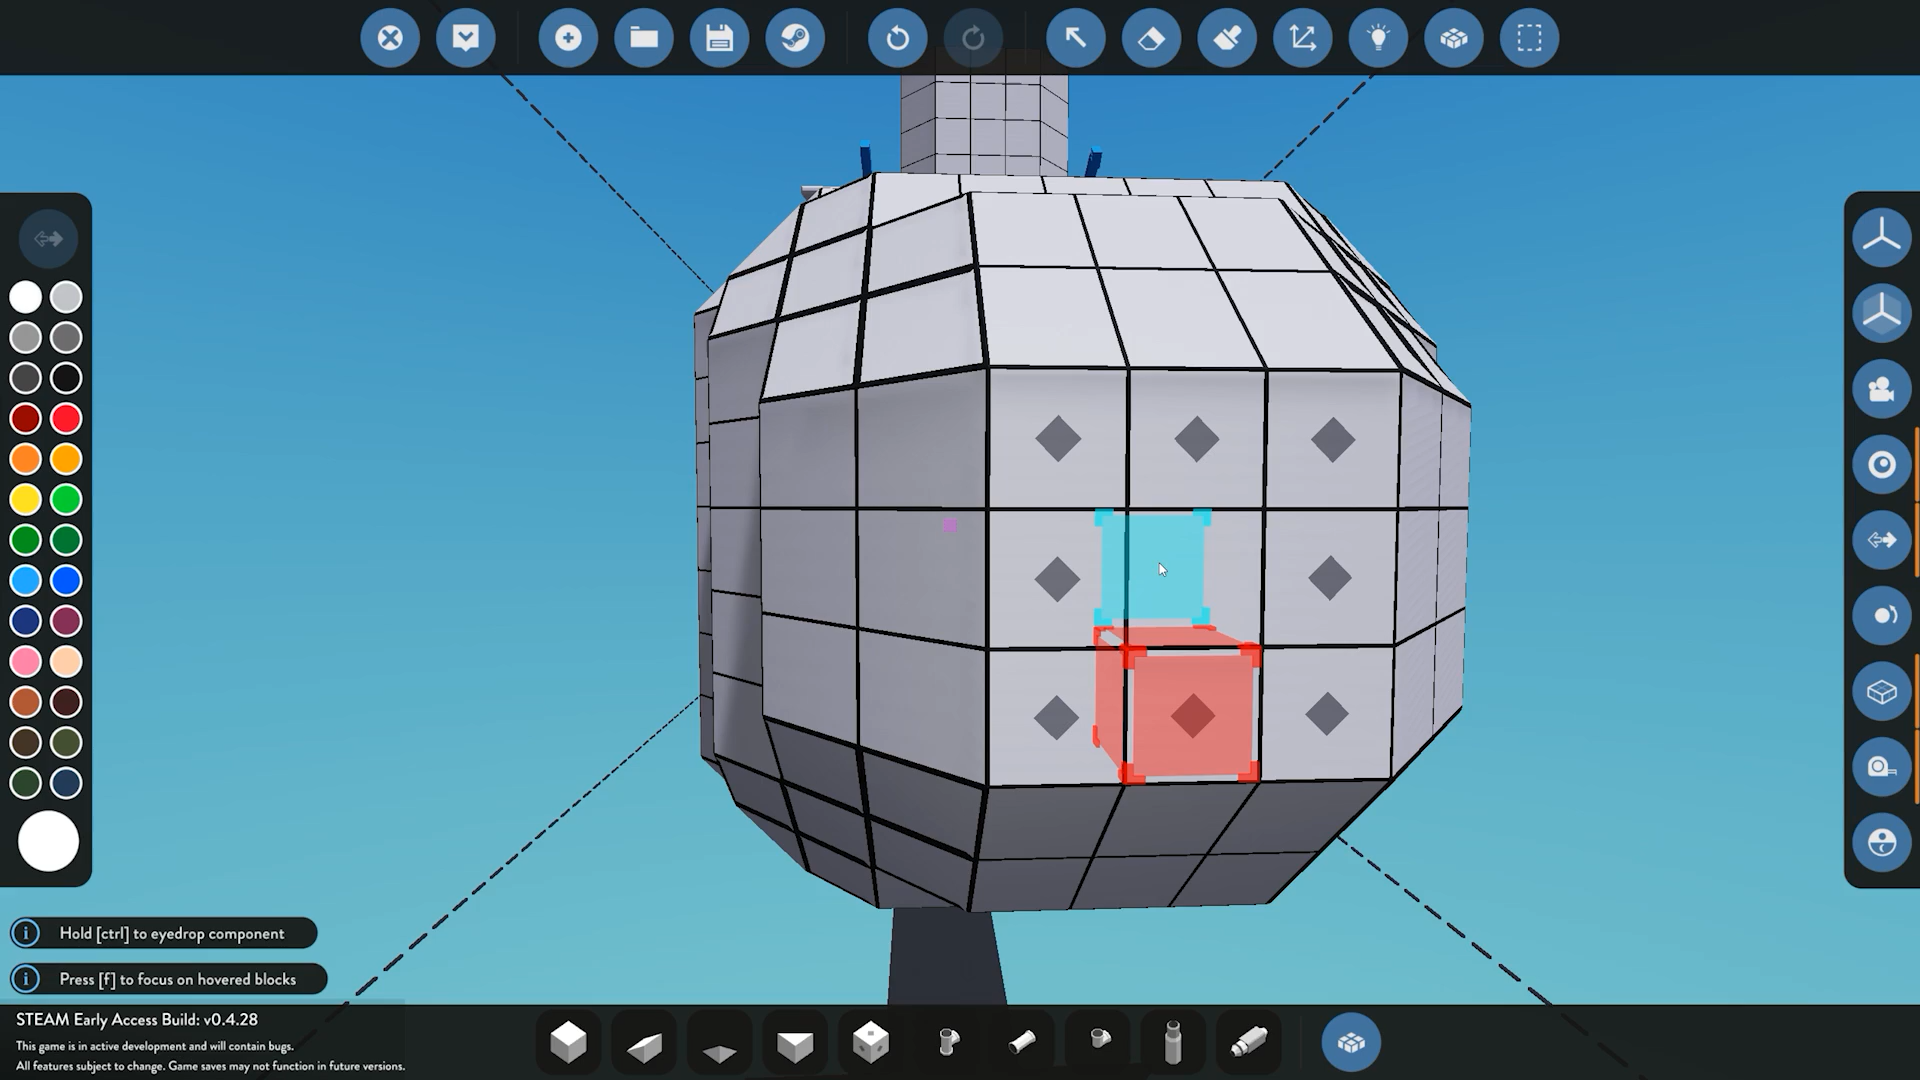 Hold [ctrl] to eyedrop component
Press [f] to focus on hovered blocks
STEAM Early Access Build: v0.4.28
This game is in active development and will contain bugs.
All features subject to change. Game saves may not function in future versions.